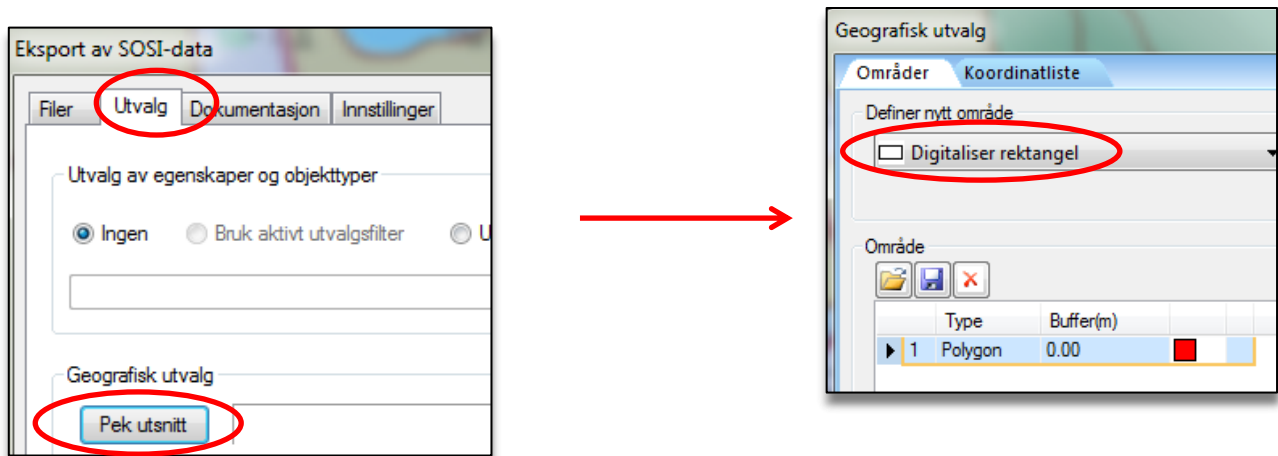 Eksport av SOSI-data
Filer Utvalg Dokumentasjon Innstillinger
Utvalg av egenskaper og objekttyper
Ingen Bruk aktivt utvalgsfilter U
Geografisk utvalg
Pek utsnitt
Geografisk utvalg
Områder Koordinatliste
Definer nytt område
Digitaliser rektangel
Område
Type Buffer(m)
1 Polygon 0.00